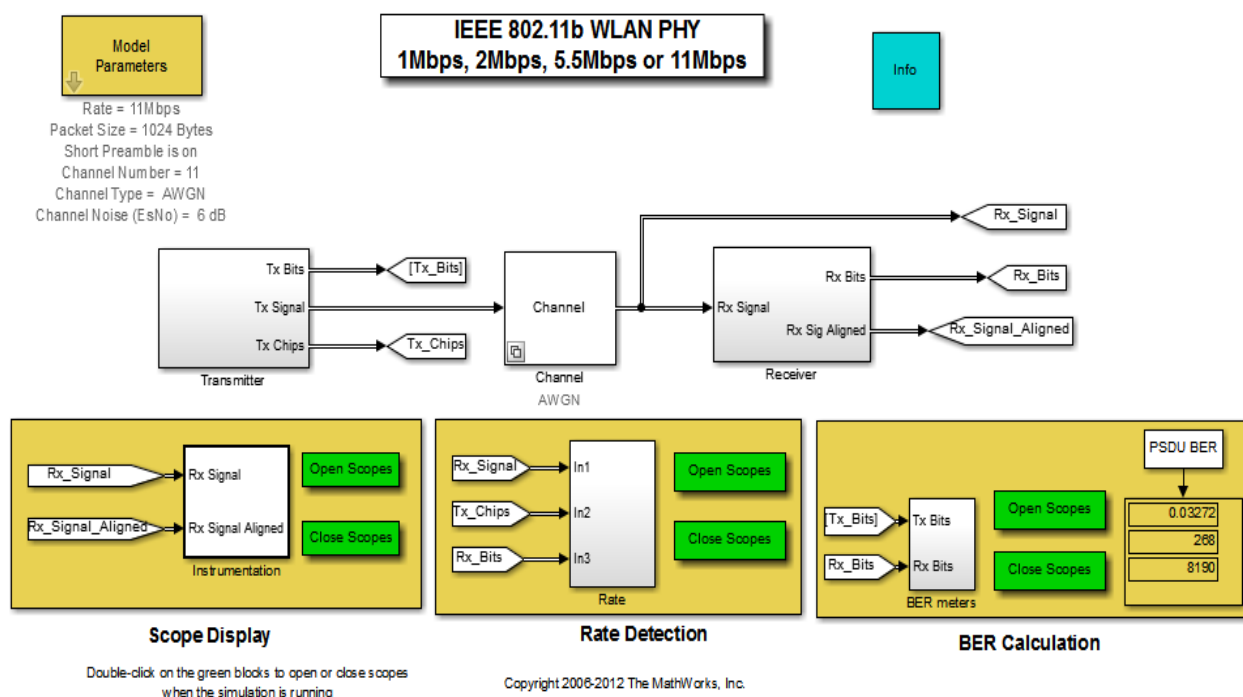 Model
Parameters
IEEE 802.11b WLAN PHY
1Mbps, 2Mbps, 5.5Mbps or 11Mbps
Info
Rate = 11Mbps
Packet Size = 1024 Bytes
Short Preamble is on
Channel Number = 11
Channel Type = AWGN
Channel Noise (EsNo) = 6 dB
Rx_Signal
Tx Bits
[Tx_Bits]
Tx Signal
Tx Chips
Tx_Chips
Transmitter
Channel
Channel
AWGN
Rx Signal
Rx Bits
Rx Sig Aligned
Receiver
Rx_Bits
Rx_Signal_Aligned
Rx_Signal
Rx_Signal_Aligned
Rx Signal
Rx Signal Aligned
Instrumentation
Open Scopes
Close Scopes
Rx_Signal
Tx_Chips
Rx_Bits
In1
In2
In3
Rate
Open Scopes
Close Scopes
[Tx_Bits]
Rx_Bits
Tx Bits
Rx Bits
BER meters
Open Scopes
Close Scopes
PSDU BER
0.03272
268
8190
Scope Display
Rate Detection
BER Calculation
Double-click on the green blocks to open or close scopes
when the simulation is running
Copyright 2006-2012 The MathWorks, Inc.